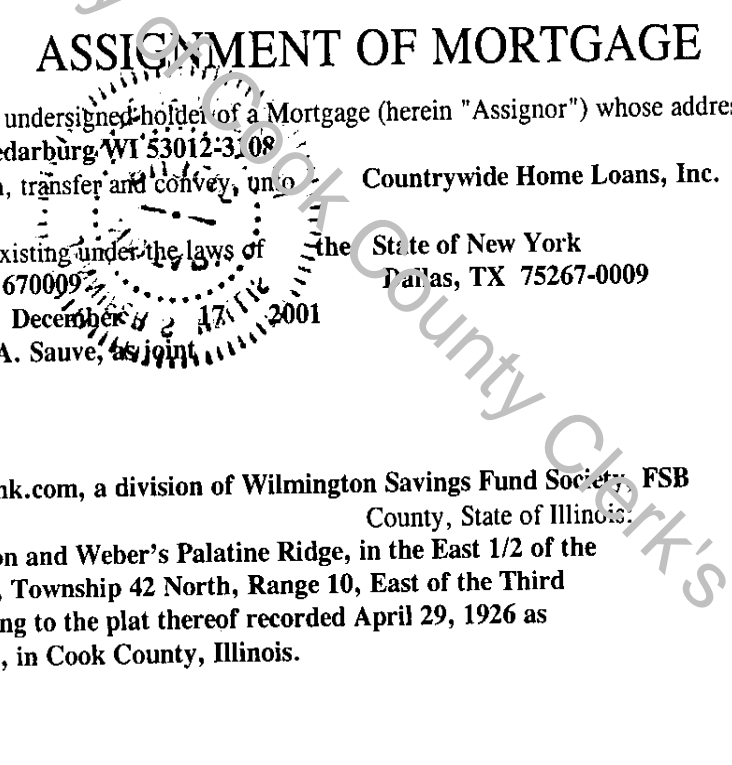 ASSIGNMENT OF MORTGAGE
undersigned holder of a Mortgage (herein "Assignor") whose addre
edarburg WI 53012-3108
, transfer and convey, unto Countrywide Home Loans, Inc.
xisting under the laws of the State of New York
670009 Dallas, TX 75267-0009
December 17, 2001
A. Sauve, as joint
nk.com, a division of Wilmington Savings Fund Society, FSB
County, State of Illinois:
on and Weber's Palatine Ridge, in the East 1/2 of the
, Township 42 North, Range 10, East of the Third
ng to the plat thereof recorded April 29, 1926 as
, in Cook County, Illinois.
y of Cook County Clerk's